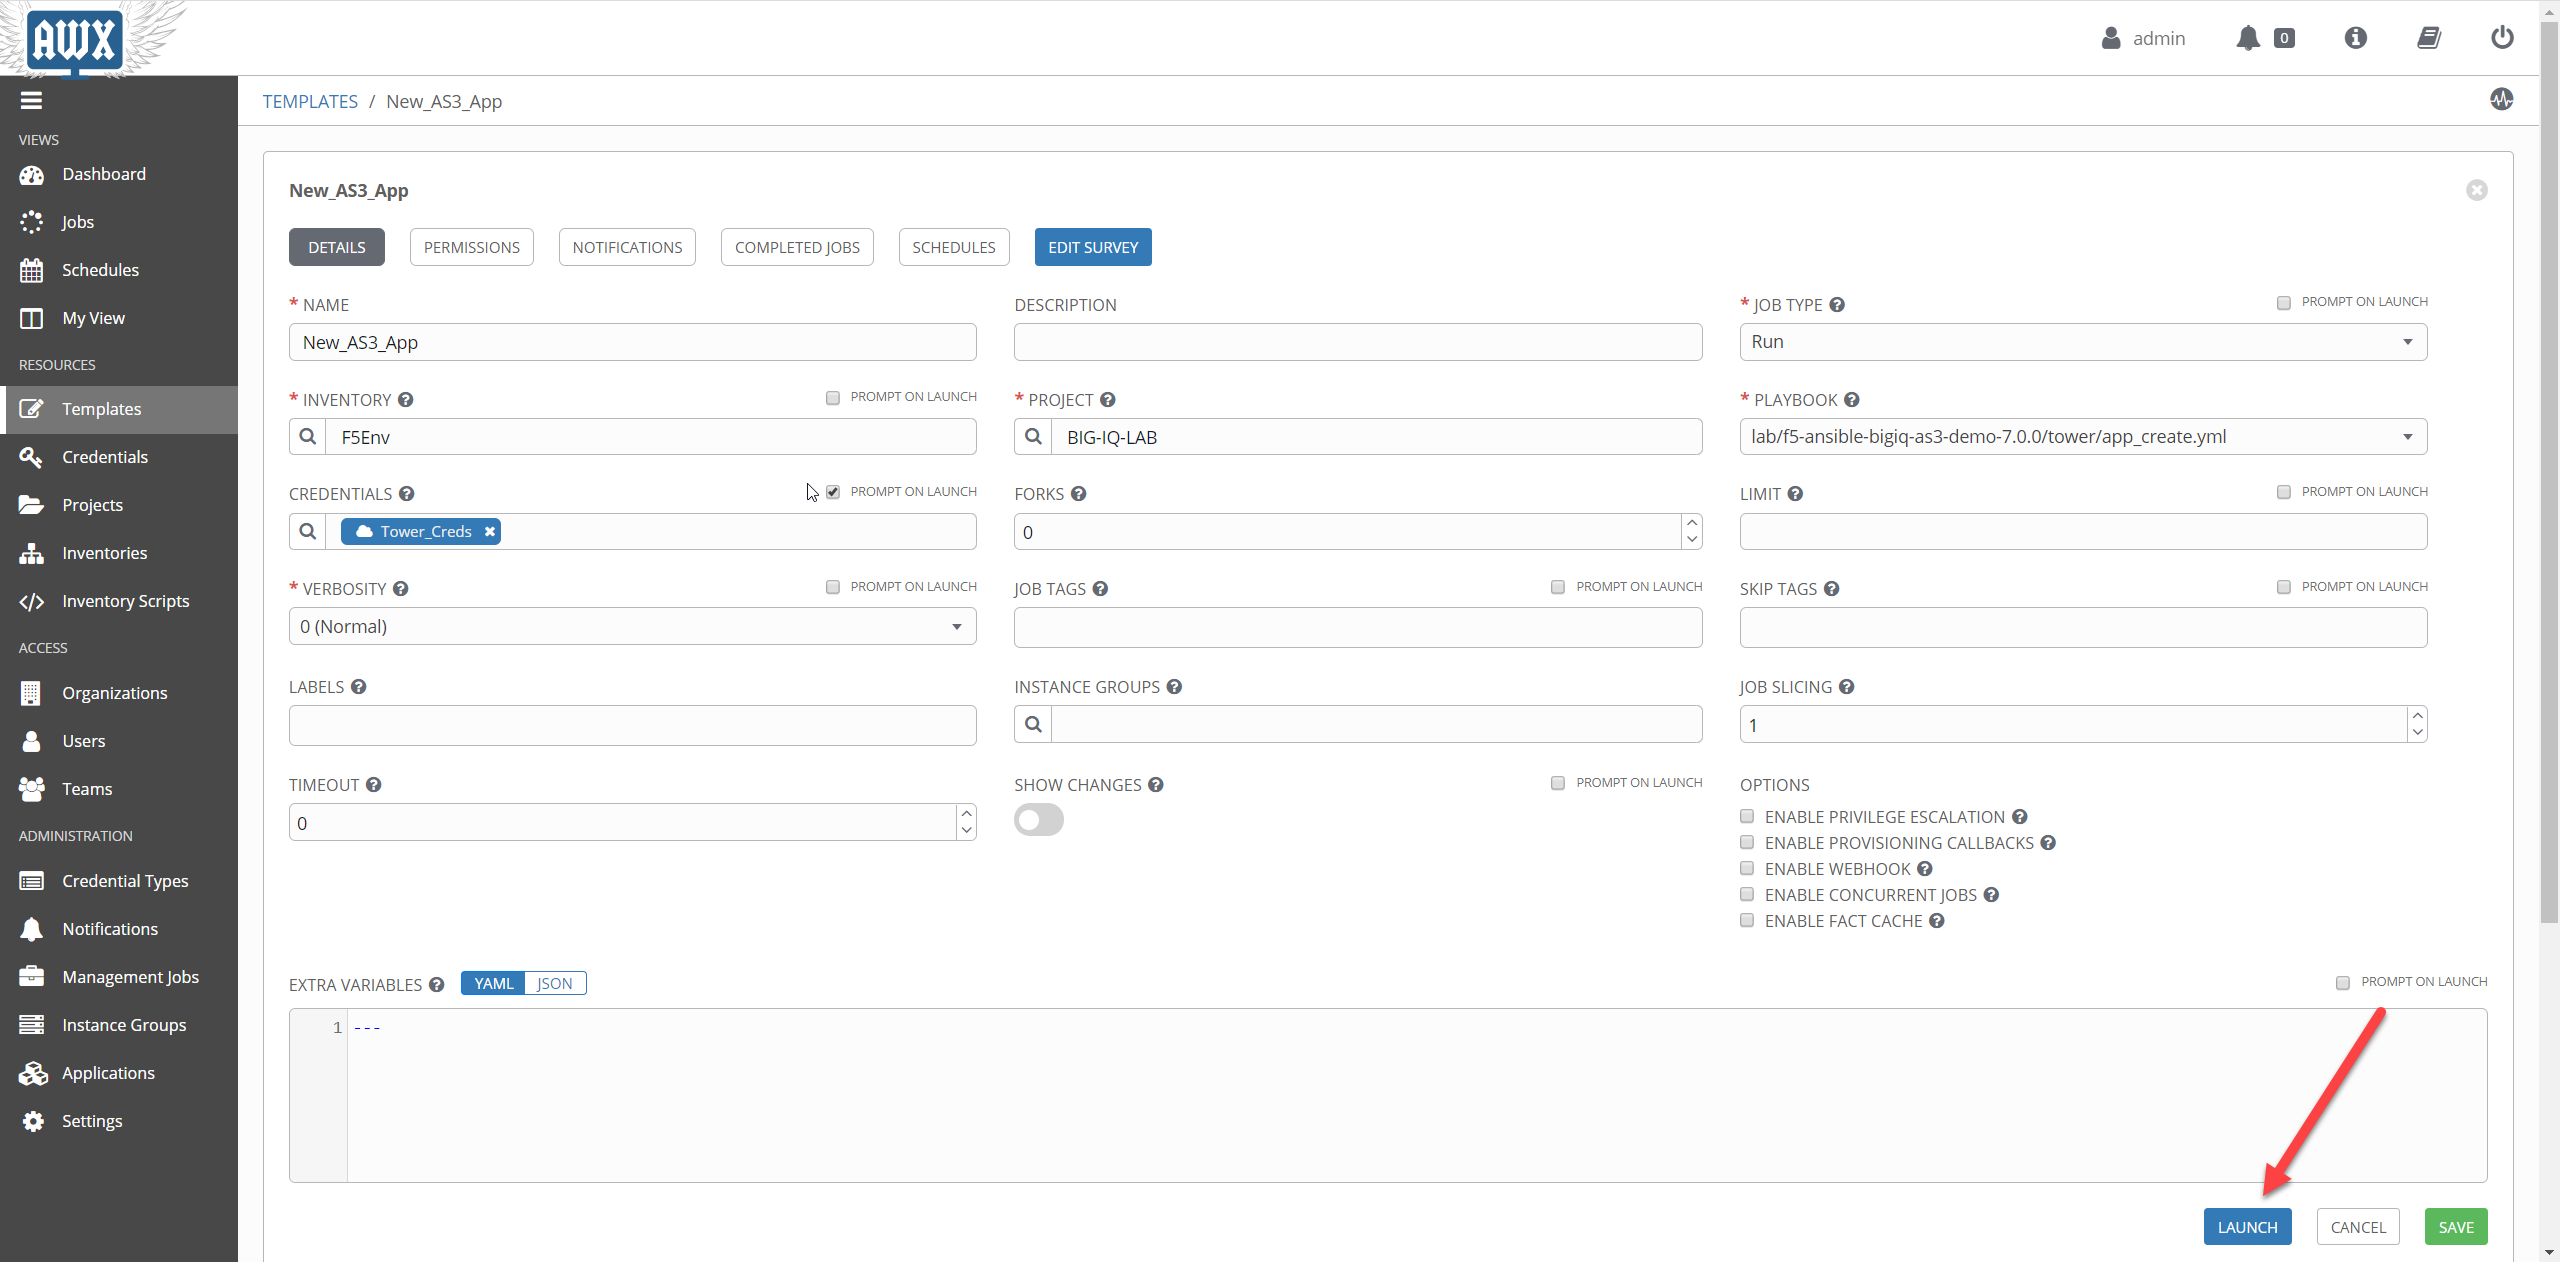 AWX
admin
0
VIEWS
Dashboard
Jobs
Schedules
My View
RESOURCES
Templates
Credentials
Projects
Inventories
Inventory Scripts
ACCESS
Organizations
Users
Teams
ADMINISTRATION
Credential Types
Notifications
Management Jobs
Instance Groups
Applications
Settings
TEMPLATES / New_AS3_App
New_AS3_App
DETAILS PERMISSIONS NOTIFICATIONS COMPLETED JOBS SCHEDULES EDIT SURVEY
* NAME
New_AS3_App
DESCRIPTION
* JOB TYPE PROMPT ON LAUNCH
Run
* INVENTORY PROMPT ON LAUNCH
F5Env
* PROJECT
BIG-IQ-LAB
* PLAYBOOK
lab/f5-ansible-bigiq-as3-demo-7.0.0/tower/app_create.yml
CREDENTIALS PROMPT ON LAUNCH
Tower_Creds
FORKS
0
LIMIT PROMPT ON LAUNCH
* VERBOSITY PROMPT ON LAUNCH
0 (Normal)
JOB TAGS PROMPT ON LAUNCH
SKIP TAGS PROMPT ON LAUNCH
LABELS
INSTANCE GROUPS
JOB SLICING
1
TIMEOUT
0
SHOW CHANGES PROMPT ON LAUNCH
OPTIONS
ENABLE PRIVILEGE ESCALATION
ENABLE PROVISIONING CALLBACKS
ENABLE WEBHOOK
ENABLE CONCURRENT JOBS
ENABLE FACT CACHE
EXTRA VARIABLES YAML JSON PROMPT ON LAUNCH
1 ---
LAUNCH CANCEL SAVE